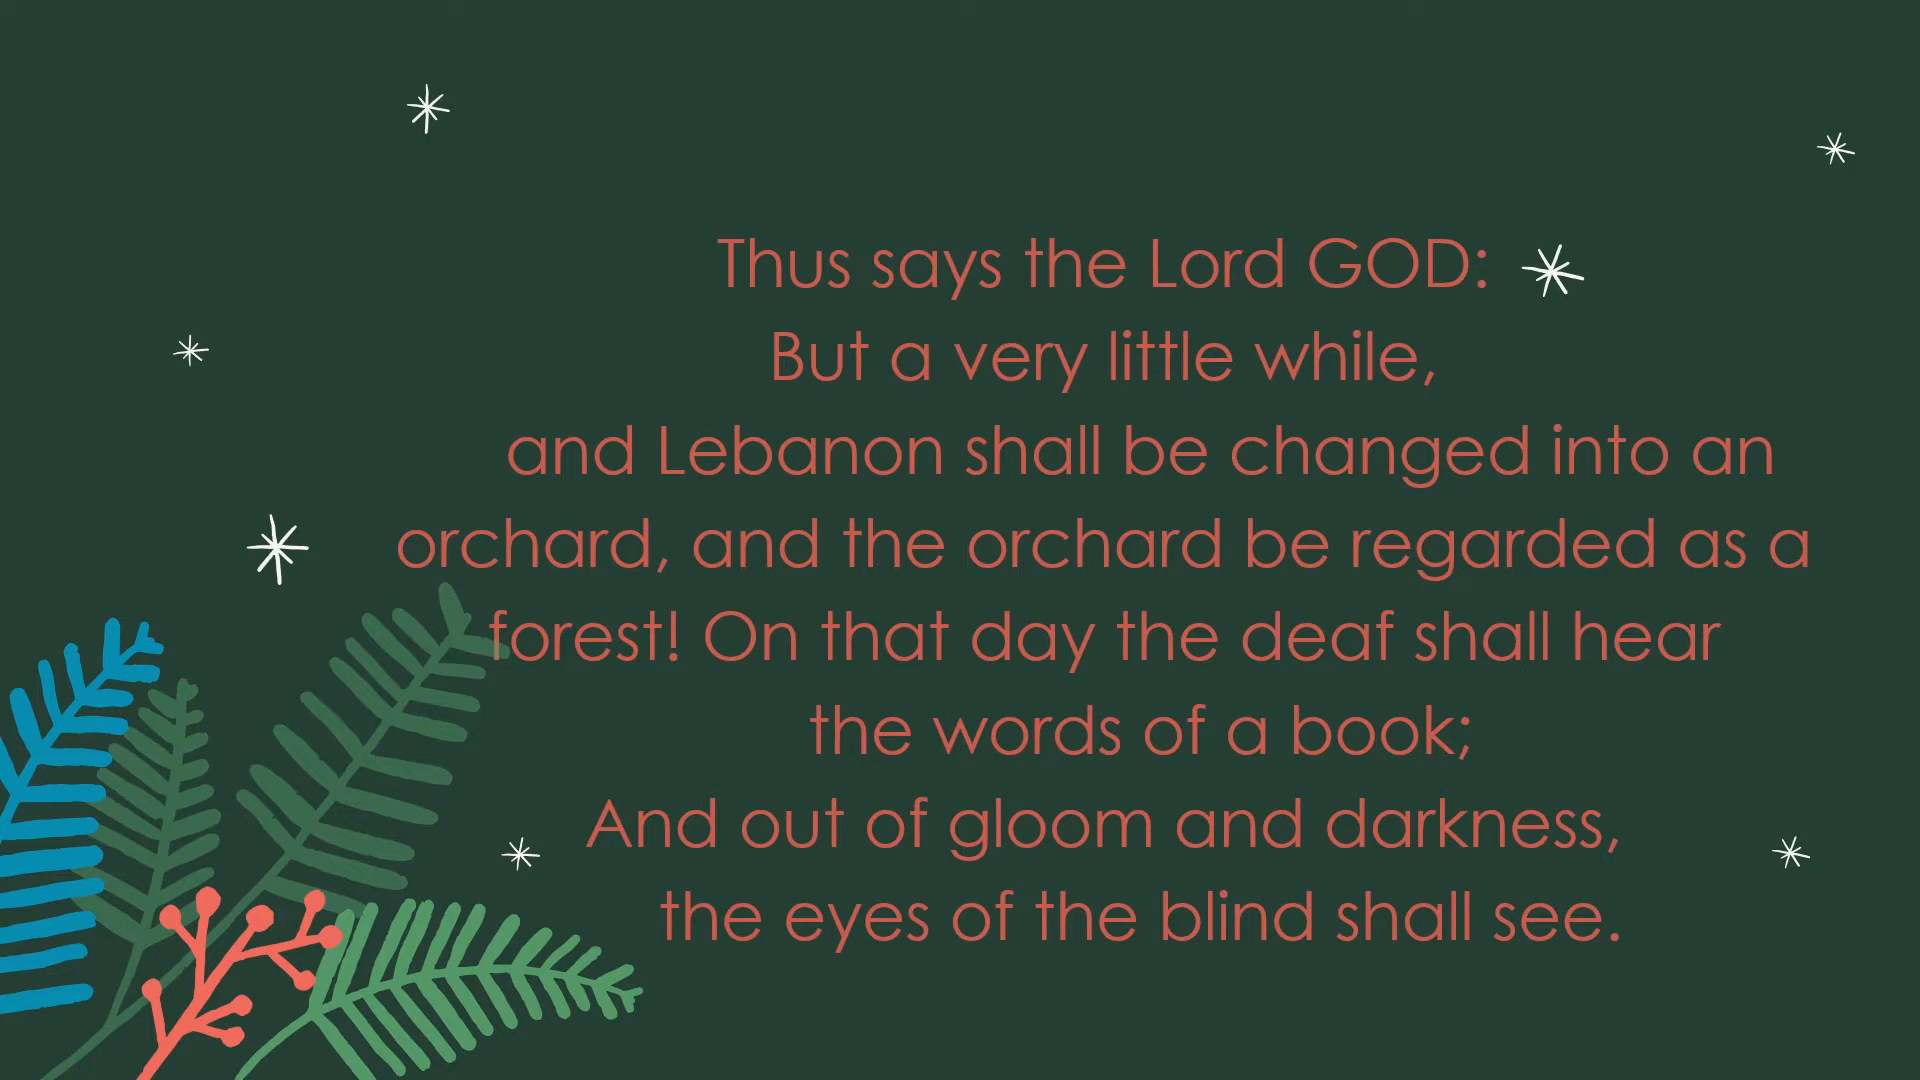 Thus says the Lord GOD:
But a very little while,
and Lebanon shall be changed into an
orchard, and the orchard be regarded as a
forest! On that day the deaf shall hear
the words of a book;
And out of gloom and darkness,
the eyes of the blind shall see.